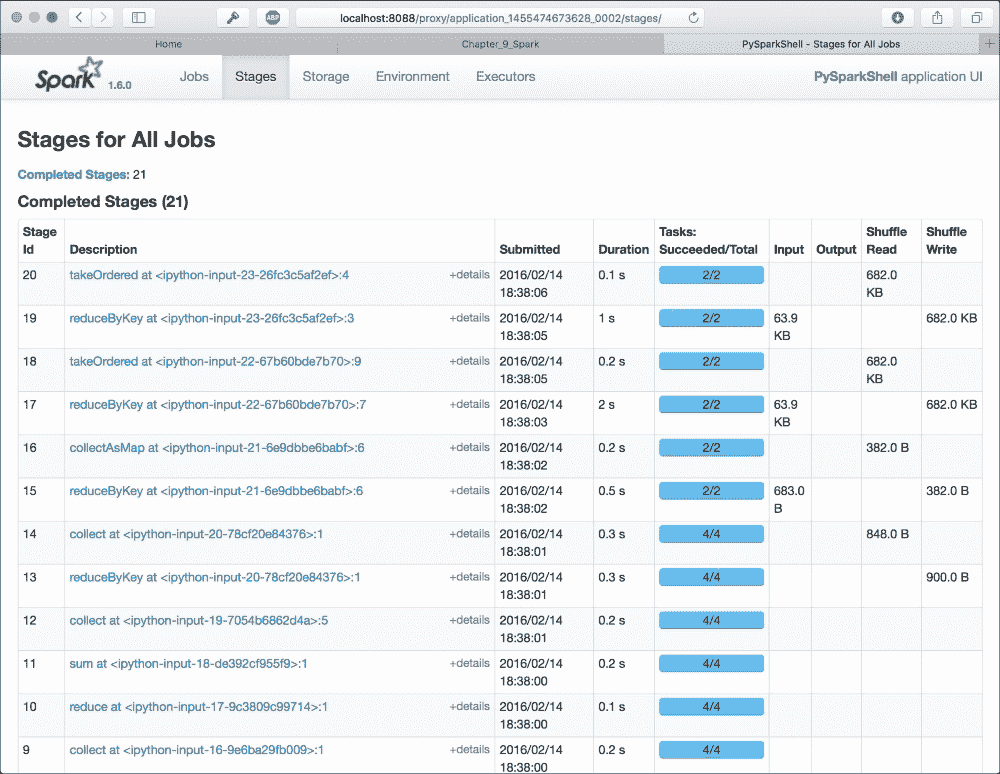 ABP
localhost:8088/proxy/application_1455474673628_0002/stages/
Home
Chapter_9_Spark
PySparkShell - Stages for All Jobs
Spark 1.6.0
Jobs
Stages
Storage
Environment
Executors
PySparkShell application UI
Stages for All Jobs
Completed Stages: 21
Completed Stages (21)
Stage Id Description Submitted Duration Tasks: Succeeded/Total Input Output Shuffle Read Shuffle Write
20 takeOrdered at <ipython-input-23-26fc3c5af2ef>:4 +details 2016/02/14 18:38:06 0.1 s 2/2 682.0 KB
19 reduceByKey at <ipython-input-23-26fc3c5af2ef>:3 +details 2016/02/14 18:38:05 1 s 2/2 63.9 KB 682.0 KB
18 takeOrdered at <ipython-input-22-67b60bde7b70>:9 +details 2016/02/14 18:38:05 0.2 s 2/2 682.0 KB
17 reduceByKey at <ipython-input-22-67b60bde7b70>:7 +details 2016/02/14 18:38:03 2 s 2/2 63.9 KB 682.0 KB
16 collectAsMap at <ipython-input-21-6e9dbbe6babf>:6 +details 2016/02/14 18:38:02 0.2 s 2/2 382.0 B
15 reduceByKey at <ipython-input-21-6e9dbbe6babf>:6 +details 2016/02/14 18:38:02 0.5 s 2/2 683.0 B 382.0 B
14 collect at <ipython-input-20-78cf20e84376>:1 +details 2016/02/14 18:38:01 0.3 s 4/4 848.0 B
13 reduceByKey at <ipython-input-20-78cf20e84376>:1 +details 2016/02/14 18:38:01 0.3 s 4/4 900.0 B
12 collect at <ipython-input-19-7054b6862d4a>:5 +details 2016/02/14 18:38:01 0.2 s 4/4
11 sum at <ipython-input-18-de392cf955f9>:1 +details 2016/02/14 18:38:00 0.2 s 4/4
10 reduce at <ipython-input-17-9c3809c99714>:1 +details 2016/02/14 18:38:00 0.1 s 4/4
9 collect at <ipython-input-16-9e6ba29fb009>:1 +details 2016/02/14 18:38:00 0.2 s 4/4